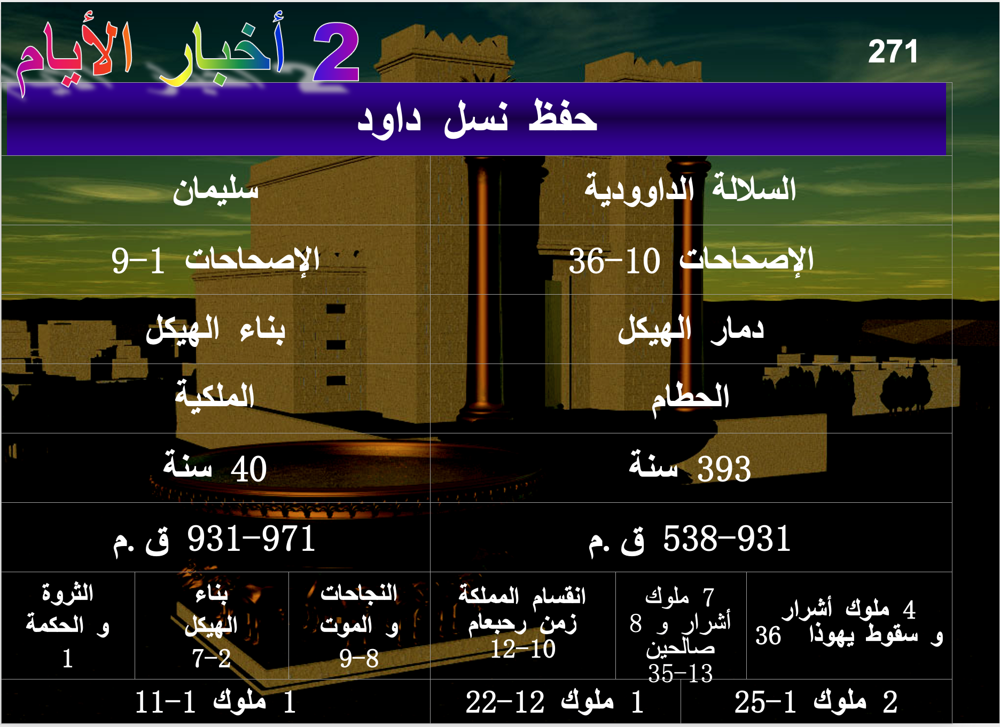 2 أخبار الأيام
271
حفظ نسل داود
سليمان
السلالة الداوودية
الإصحاحات 1–9
الإصحاحات 10–36
بناء الهيكل
دمار الهيكل
الملكية
الحطام
40 سنة
393 سنة
971–931 ق.م
931–538 ق.م
الثروة
و الحكمة
1
بناء
الهيكل
2–7
النجاحات
و الموت
8–9
انقسام المملكة
زمن رحبعام
10–12
7 ملوك
أشرار و 8
صالحين
13–35
4 ملوك أشرار
و سقوط يهوذا 36
1 ملوك 1–11
1 ملوك 12–22
2 ملوك 1–25